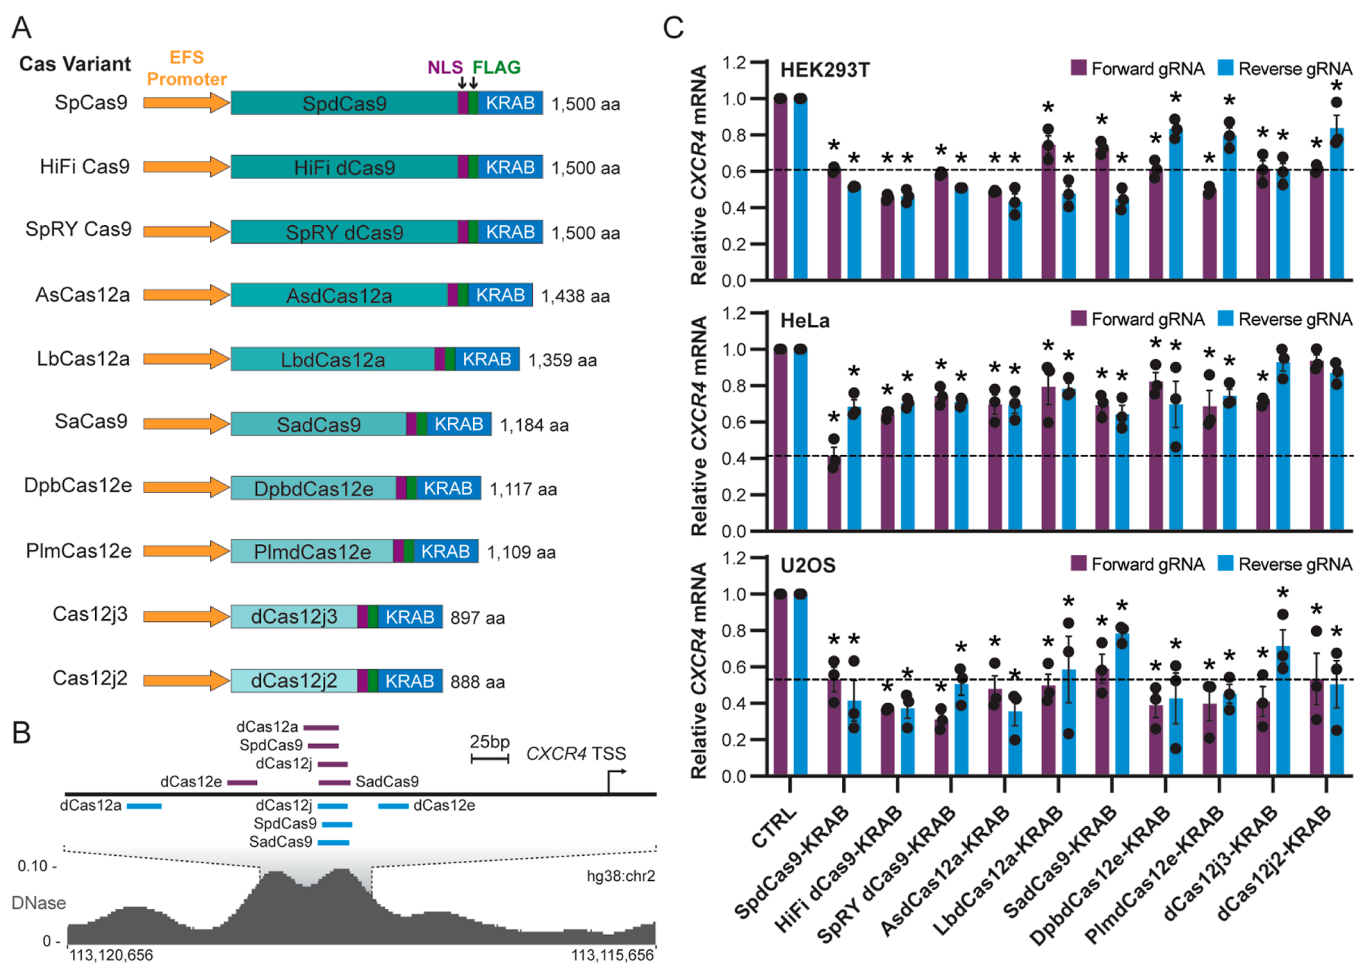 A
Cas Variant
EFS
Promoter
NLS
FLAG
SpCas9
SpdCas9
KRAB
1,500 aa
HiFi Cas9
HiFi dCas9
KRAB
1,500 aa
SpRY Cas9
SpRY dCas9
KRAB
1,500 aa
AsCas12a
AsdCas12a
KRAB
1,438 aa
LbCas12a
LbdCas12a
KRAB
1,359 aa
SaCas9
SadCas9
KRAB
1,184 aa
DpbCas12e
DpbdCas12e
KRAB
1,117 aa
PlmCas12e
PlmdCas12e
KRAB
1,109 aa
Cas12j3
dCas12j3
KRAB
897 aa
Cas12j2
dCas12j2
KRAB
888 aa
B
dCas12a
SpdCas9
dCas12j
dCas12e
SadCas9
25bp
CXCR4 TSS
dCas12a
dCas12j
dCas12e
SpdCas9
SadCas9
0.10 -
hg38:chr2
DNase
0 -
113,120,656
113,115,656
C
HEK293T
Forward gRNA
Reverse gRNA
Relative CXCR4 mRNA
1.2
1.0
0.8
0.6
0.4
0.2
0.0
* * * * * * * * * * * * * * * * * * * *
HeLa
Forward gRNA
Reverse gRNA
Relative CXCR4 mRNA
1.2
1.0
0.8
0.6
0.4
0.2
0.0
* * * * * * * * * * * * * * * * *
U2OS
Forward gRNA
Reverse gRNA
Relative CXCR4 mRNA
1.2
1.0
0.8
0.6
0.4
0.2
0.0
* * * * * * * * * * * * * * * * * * * *
CTRL
SpdCas9-KRAB
HiFi dCas9-KRAB
SpRY dCas9-KRAB
AsdCas12a-KRAB
LbdCas12a-KRAB
SadCas9-KRAB
DpbdCas12e-KRAB
PlmdCas12e-KRAB
dCas12j3-KRAB
dCas12j2-KRAB